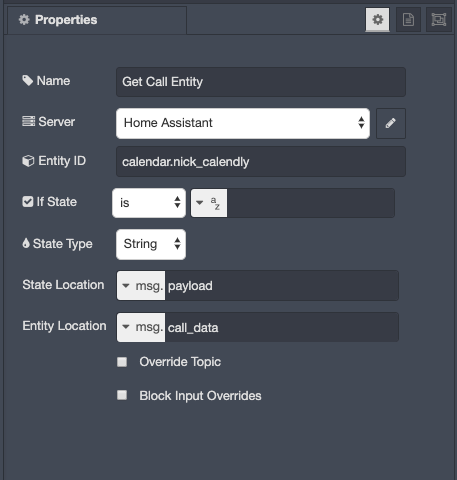 Properties
Name Get Call Entity
Server Home Assistant
Entity ID calendar.nick_calendly
If State is az
State Type String
State Location msg. payload
Entity Location msg. call_data
Override Topic
Block Input Overrides